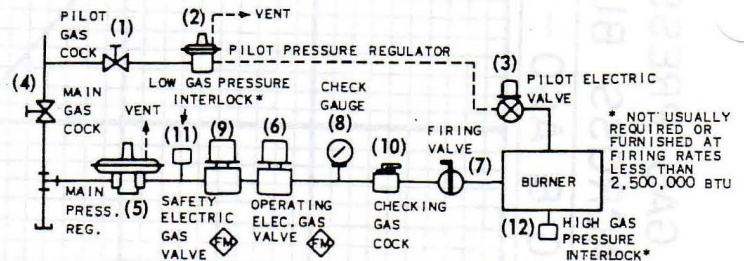 PILOT
GAS
COCK
(1)
(2)
VENT
PILOT PRESSURE REGULATOR
(3)
PILOT ELECTRIC
VALVE
(4)
MAIN
GAS
COCK
LOW GAS PRESSURE
INTERLOCK*
VENT
(11)
(9)
(6)
CHECK
GAUGE
(8)
(10)
FIRING
VALVE
(7)
BURNER
* NOT USUALLY
REQUIRED OR
FURNISHED AT
FIRING RATES
LESS THAN
2,500,000 BTU
MAIN
PRESS.
REG.
(5)
SAFETY
ELECTRIC
GAS
VALVE
FM
OPERATING
ELEC. GAS
VALVE
FM
CHECKING
GAS
COCK
(12)
HIGH GAS
PRESSURE
INTERLOCK*